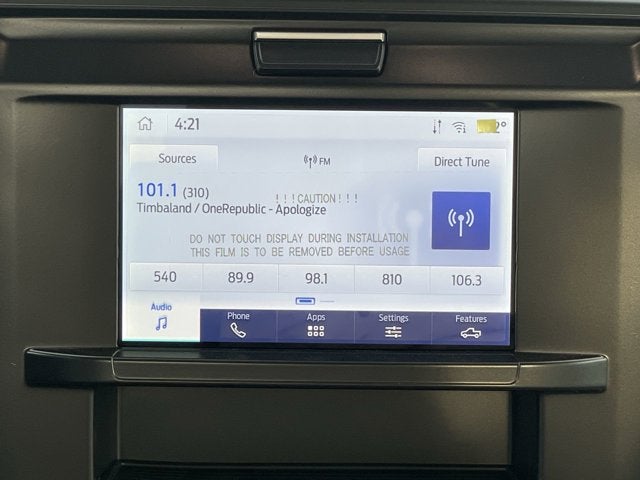 4:21
2°
Sources
FM
Direct Tune
101.1 (310)
! ! ! CAUTION ! ! !
Timbaland / OneRepublic - Apologize
DO NOT TOUCH DISPLAY DURING INSTALLATION
THIS FILM IS TO BE REMOVED BEFORE USAGE
540 89.9 98.1 810 106.3
Audio Phone Apps Settings Features